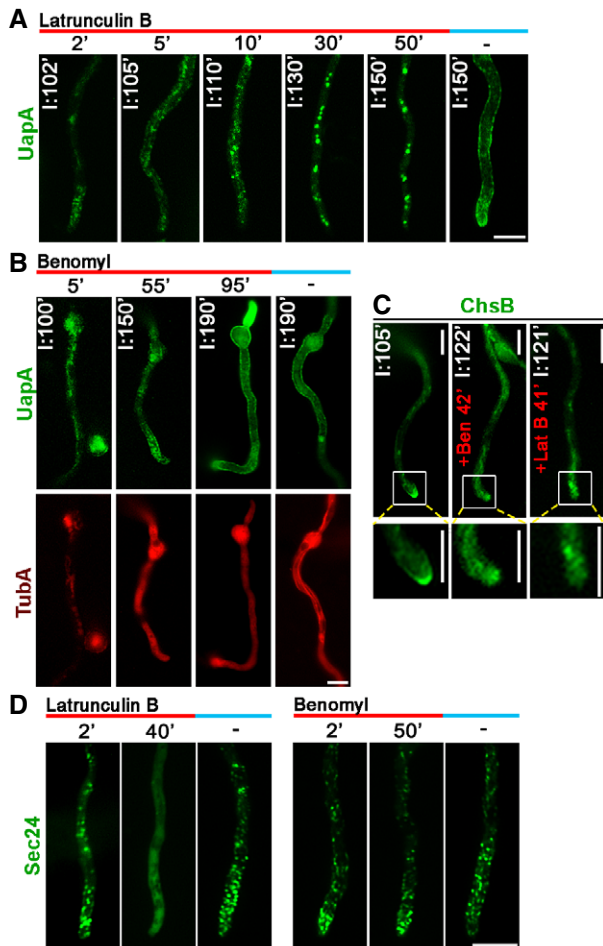 A
Latrunculin B
2’ 5’ 10’ 30’ 50’ -
I:102’ I:105’ I:110’ I:130’ I:150’ I:150’
UapA
B
Benomyl
5’ 55’ 95’ -
I:100’ I:150’ I:190’ I:190’
UapA
TubA
C
ChsB
I:105’ I:122’ I:121’
+Ben 42’ +Lat B 41’
D
Latrunculin B Benomyl
2’ 40’ - 2’ 50’ -
Sec24